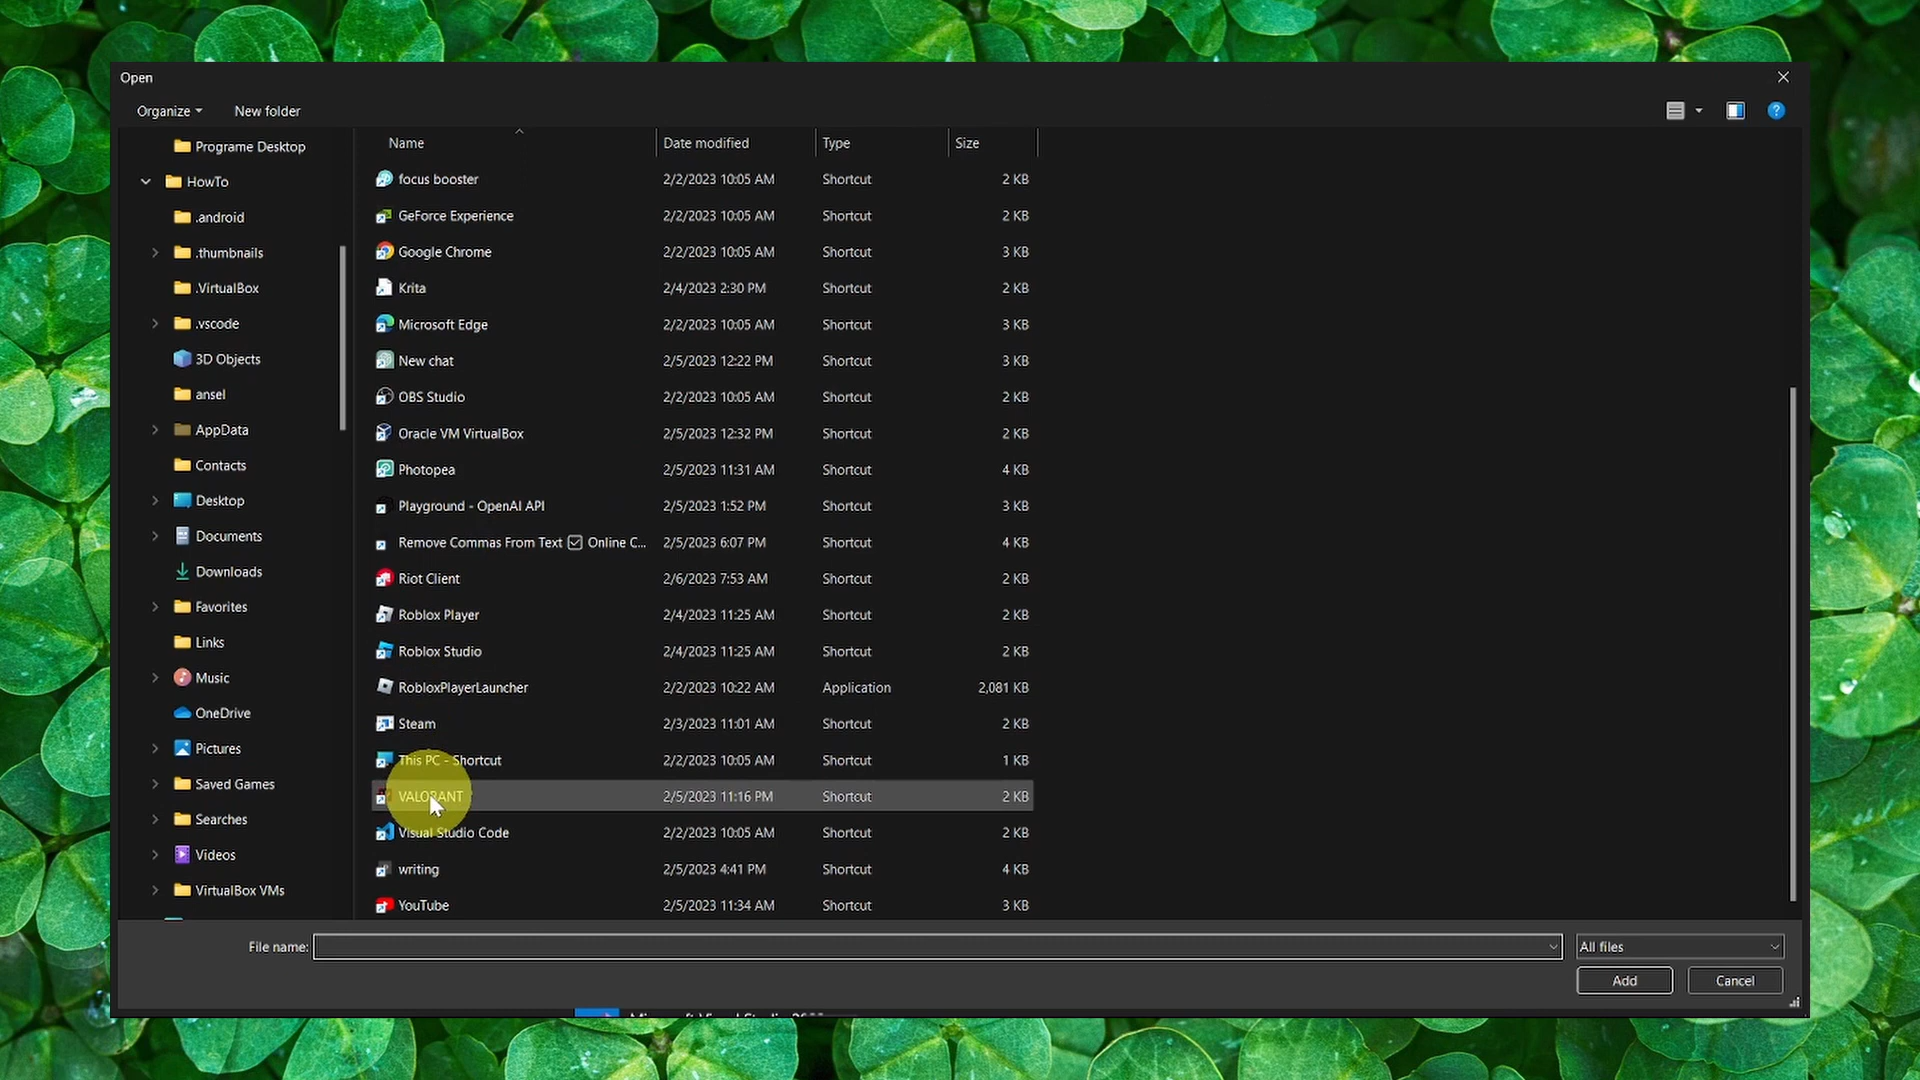 Open
Organize New folder
Name Date modified Type Size
Programe Desktop
HowTo
.android
.thumbnails
.VirtualBox
.vscode
3D Objects
ansel
AppData
Contacts
Desktop
Documents
Downloads
Favorites
Links
Music
OneDrive
Pictures
Saved Games
Searches
Videos
VirtualBox VMs
focus booster 2/2/2023 10:05 AM Shortcut 2 KB
GeForce Experience 2/2/2023 10:05 AM Shortcut 2 KB
Google Chrome 2/2/2023 10:05 AM Shortcut 3 KB
Krita 2/4/2023 2:30 PM Shortcut 2 KB
Microsoft Edge 2/2/2023 10:05 AM Shortcut 3 KB
New chat 2/5/2023 12:22 PM Shortcut 3 KB
OBS Studio 2/2/2023 10:05 AM Shortcut 2 KB
Oracle VM VirtualBox 2/5/2023 12:32 PM Shortcut 2 KB
Photopea 2/5/2023 11:31 AM Shortcut 4 KB
Playground - OpenAI API 2/5/2023 1:52 PM Shortcut 3 KB
Remove Commas From Text ☑ Online C... 2/5/2023 6:07 PM Shortcut 4 KB
Riot Client 2/6/2023 7:53 AM Shortcut 2 KB
Roblox Player 2/4/2023 11:25 AM Shortcut 2 KB
Roblox Studio 2/4/2023 11:25 AM Shortcut 2 KB
RobloxPlayerLauncher 2/2/2023 10:22 AM Application 2,081 KB
Steam 2/3/2023 11:01 AM Shortcut 2 KB
This PC - Shortcut 2/2/2023 10:05 AM Shortcut 1 KB
VALORANT 2/5/2023 11:16 PM Shortcut 2 KB
Visual Studio Code 2/2/2023 10:05 AM Shortcut 2 KB
writing 2/5/2023 4:41 PM Shortcut 4 KB
YouTube 2/5/2023 11:34 AM Shortcut 3 KB
File name: All files
Add Cancel